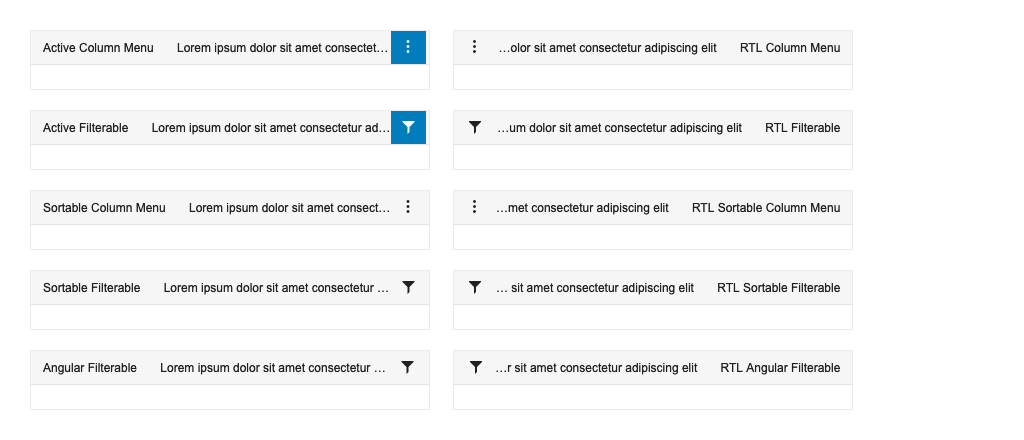 Active Column Menu Lorem ipsum dolor sit amet consectet...
...olor sit amet consectetur adipiscing elit RTL Column Menu
Active Filterable Lorem ipsum dolor sit amet consectetur ad...
...um dolor sit amet consectetur adipiscing elit RTL Filterable
Sortable Column Menu Lorem ipsum dolor sit amet consect...
...met consectetur adipiscing elit RTL Sortable Column Menu
Sortable Filterable Lorem ipsum dolor sit amet consectetur ...
... sit amet consectetur adipiscing elit RTL Sortable Filterable
Angular Filterable Lorem ipsum dolor sit amet consectetur ...
...r sit amet consectetur adipiscing elit RTL Angular Filterable